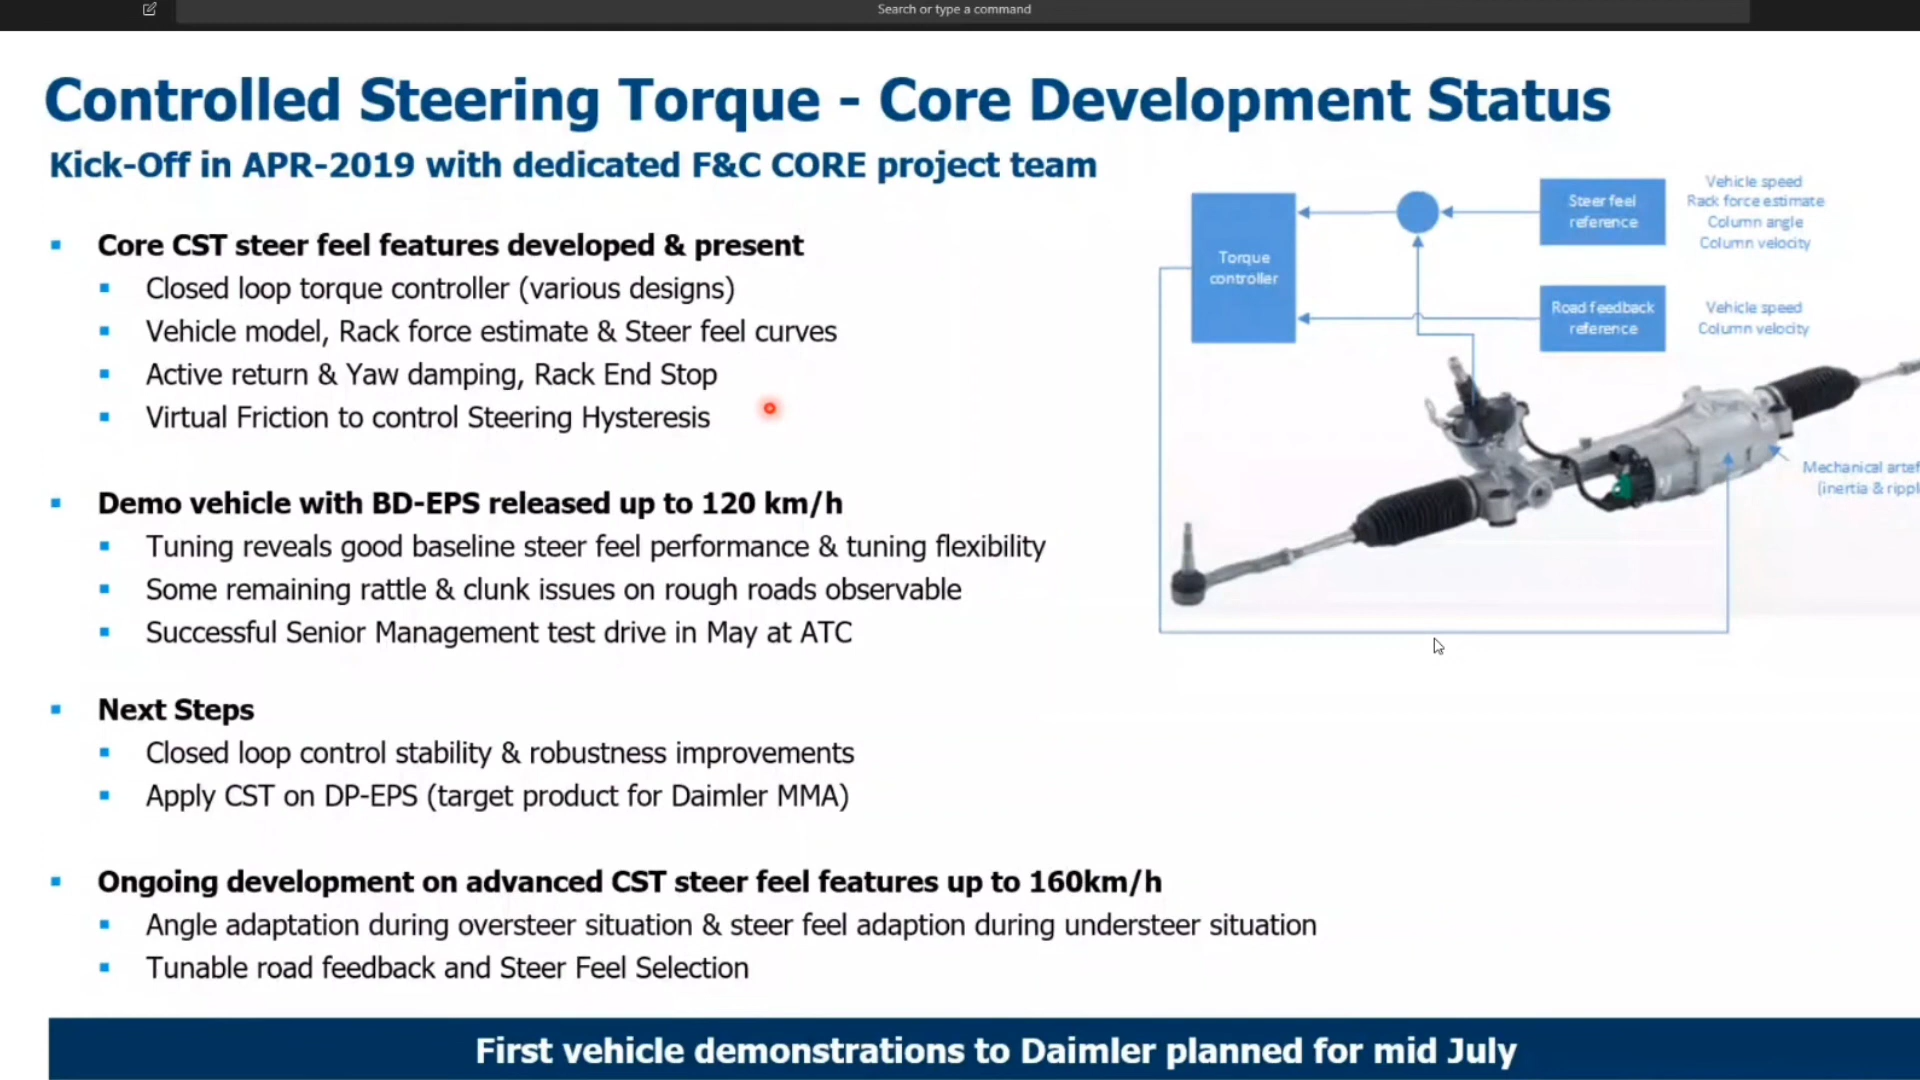 Search or type a command
Controlled Steering Torque - Core Development Status
Kick-Off in APR-2019 with dedicated F&C CORE project team
Core CST steer feel features developed & present
Closed loop torque controller (various designs)
Vehicle model, Rack force estimate & Steer feel curves
Active return & Yaw damping, Rack End Stop
Virtual Friction to control Steering Hysteresis
Demo vehicle with BD-EPS released up to 120 km/h
Tuning reveals good baseline steer feel performance & tuning flexibility
Some remaining rattle & clunk issues on rough roads observable
Successful Senior Management test drive in May at ATC
Next Steps
Closed loop control stability & robustness improvements
Apply CST on DP-EPS (target product for Daimler MMA)
Ongoing development on advanced CST steer feel features up to 160km/h
Angle adaptation during oversteer situation & steer feel adaption during understeer situation
Tunable road feedback and Steer Feel Selection
Torque
controller
Steer feel
reference
Vehicle speed
Rack force estimate
Column angle
Column velocity
Road feedback
reference
Vehicle speed
Column velocity
Mechanical artef
(inertia & rippl
First vehicle demonstrations to Daimler planned for mid July